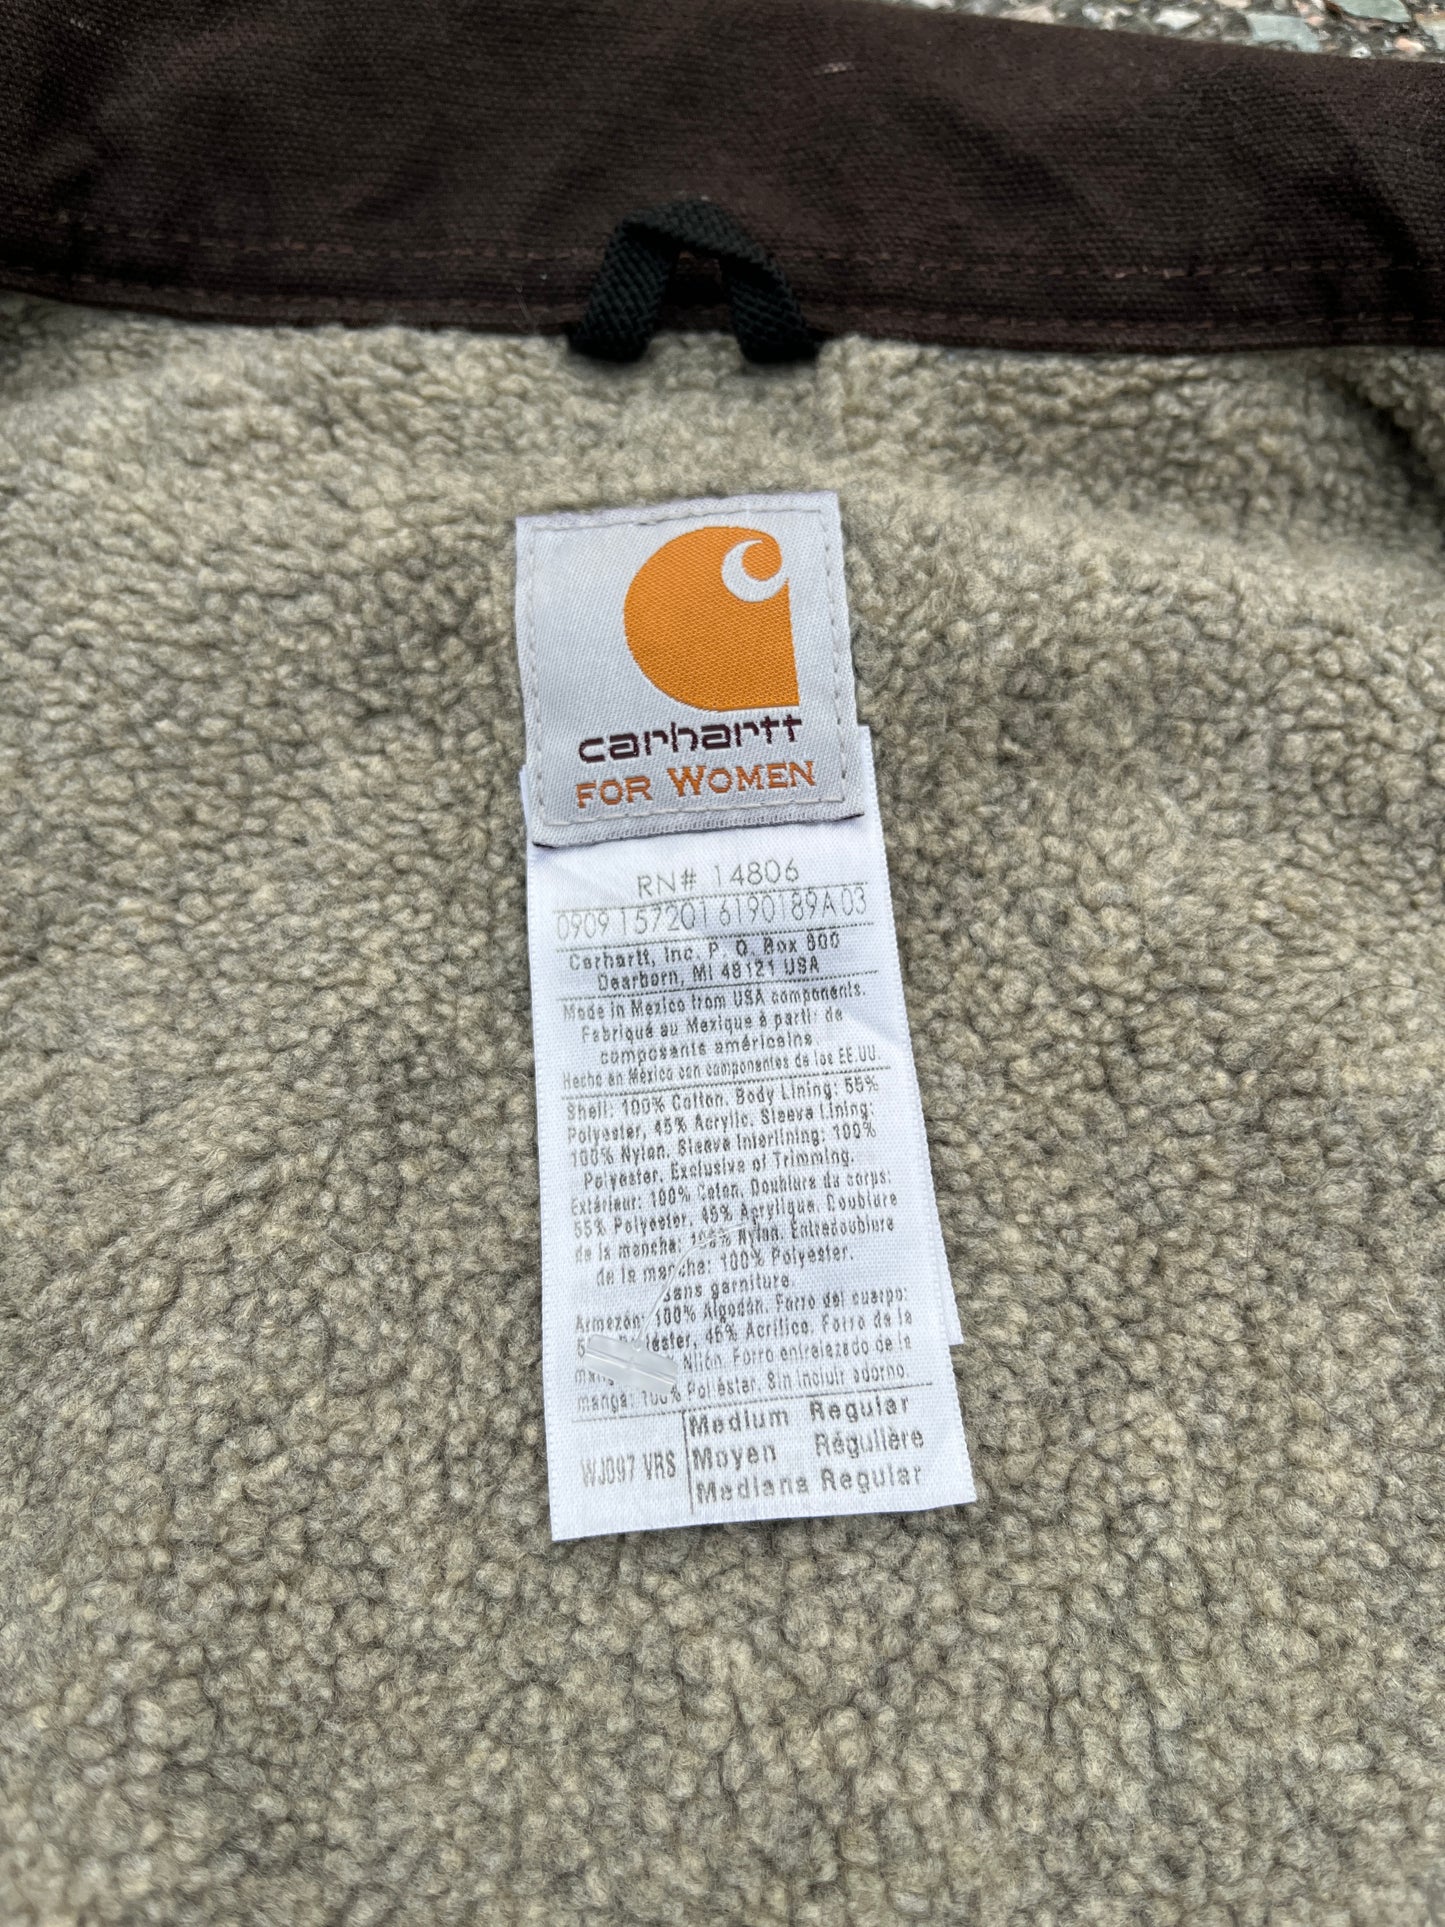 carhartt
FOR WOMEN
RN# 14806
0909 157201 6190189A 03
Carhartt, Inc. P. O. Box 600
Dearborn, MI 48121 USA
Made in Mexico from USA components.
Fabriqué au Mexique à partir de
composants américains
Hecho en México con componentes de los EE.UU.
Shell: 100% Cotton. Body Lining: 55%
Polyester, 45% Acrylic. Sleeve Lining:
100% Nylon. Sleeve Interlining: 100%
Polyester. Exclusive of Trimming.
Extérieur: 100% Coton. Doublure du corps:
55% Polyester, 45% Acrylique. Doublure
de la manche: 100% Nylon. Entredoublure
de la manche: 100% Polyester.
Sans garniture.
Armazón: 100% Algodón. Forro del cuerpo:
45% Acrílico. Forro de la
Nilón. Forro entrelazado de la
manga: 100% Poléster. Sin incluir adorno.
WJ097 VRS
Medium Regular
Moyen Régulière
Mediana Regular